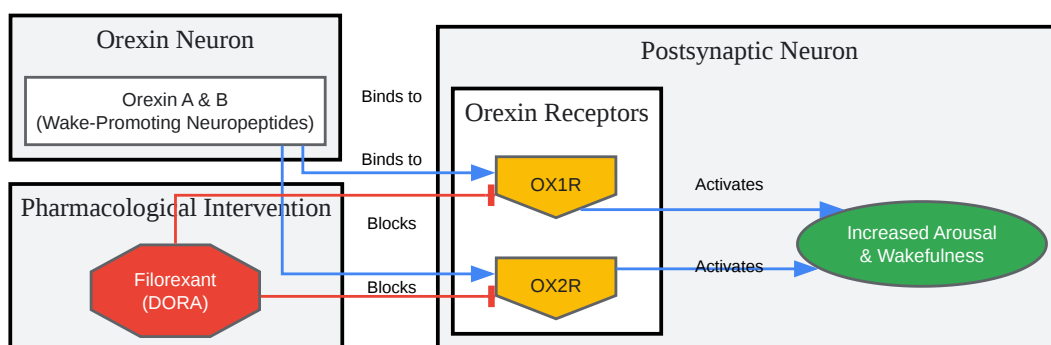 Orexin Neuron
Orexin A & B
(Wake-Promoting Neuropeptides)
Pharmacological Intervention
Filorexant
(DORA)
Binds to
Binds to
Blocks
Blocks
Postsynaptic Neuron
Orexin Receptors
OX1R
OX2R
Activates
Activates
Increased Arousal
& Wakefulness